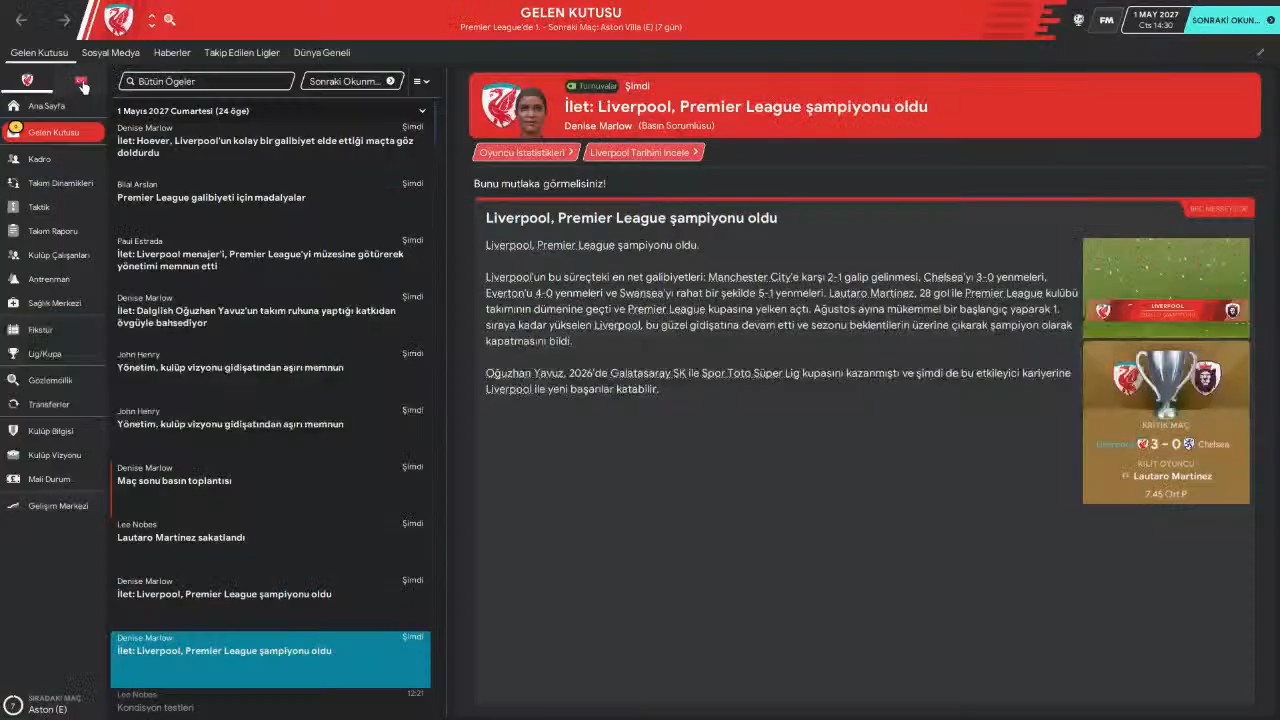 GELEN KUTUSU
Premier League'de 1. - Sonraki Maç: Aston Villa (E) (7 gün)
FM
1 MAY 2027
Cts 14:30
SONRAKİ OKUN...
Gelen Kutusu
Sosyal Medya
Haberler
Takip Edilen Ligler
Dünya Geneli
Ana Sayfa
Gelen Kutusu
Kadro
Takım Dinamikleri
Taktik
Takım Raporu
Kulüp Çalışanları
Antrenman
Sağlık Merkezi
Fikstür
Lig/Kupa
Gözlemcilik
Transferler
Kulüp Bilgisi
Kulüp Vizyonu
Mali Durum
Gelişim Merkezi
SIRADAKİ MAÇ
7
Aston (E)
Bütün Ögeler
Sonraki Okunm...
1 Mayıs 2027 Cumartesi (24 öge)
Denise Marlow
Şimdi
İlet: Hoever, Liverpool'un kolay bir galibiyet elde ettiği maçta göz
doldurdu
Bilal Arslan
Şimdi
Premier League galibiyeti için madalyalar
Paul Estrada
Şimdi
İlet: Liverpool menajer'i, Premier League'yi müzesine götürerek
yönetimi memnun etti
Denise Marlow
Şimdi
İlet: Dalglish Oğuzhan Yavuz'un takım ruhuna yaptığı katkıdan
övgüyle bahsediyor
John Henry
Şimdi
Yönetim, kulüp vizyonu gidişatından aşırı memnun
John Henry
Şimdi
Yönetim, kulüp vizyonu gidişatından aşırı memnun
Denise Marlow
Şimdi
Maç sonu basın toplantısı
Lee Nobes
Şimdi
Lautaro Martínez sakatlandı
Denise Marlow
Şimdi
İlet: Liverpool, Premier League şampiyonu oldu
Denise Marlow
Şimdi
İlet: Liverpool, Premier League şampiyonu oldu
Lee Nobes
12:21
Kondisyon testleri
Turnuvalar
Şimdi
İlet: Liverpool, Premier League şampiyonu oldu
Denise Marlow (Basın Sorumlusu)
Oyuncu İstatistikleri
Liverpool Tarihini İncele
Bunu mutlaka görmelisiniz!
Liverpool, Premier League şampiyonu oldu
Liverpool, Premier League şampiyonu oldu.
Liverpool'un bu süreçteki en net galibiyetleri: Manchester City'e karşı 2-1 galip gelinmesi, Chelsea'yı 3-0 yenmeleri,
Everton'u 4-0 yenmeleri ve Swansea'yı rahat bir şekilde 5-1 yenmeleri. Lautaro Martínez, 28 gol ile Premier League kulübü
takımının dümenine geçti ve Premier League kupasına yelken açtı. Ağustos ayına mükemmel bir başlangıç yaparak 1.
sıraya kadar yükselen Liverpool, bu güzel gidişatına devam etti ve sezonu beklentilerin üzerine çıkarak şampiyon olarak
kapatmasını bildi.
Oğuzhan Yavuz, 2026'de Galatasaray SK ile Spor Toto Süper Lig kupasını kazanmıştı ve şimdi de bu etkileyici kariyerine
Liverpool ile yeni başarılar katabilir.
LIVERPOOL
KRİTİK MAÇ
Liverpool 3 - 0 Chelsea
KİLİT OYUNCU
Lautaro Martínez
7.45 Ort P